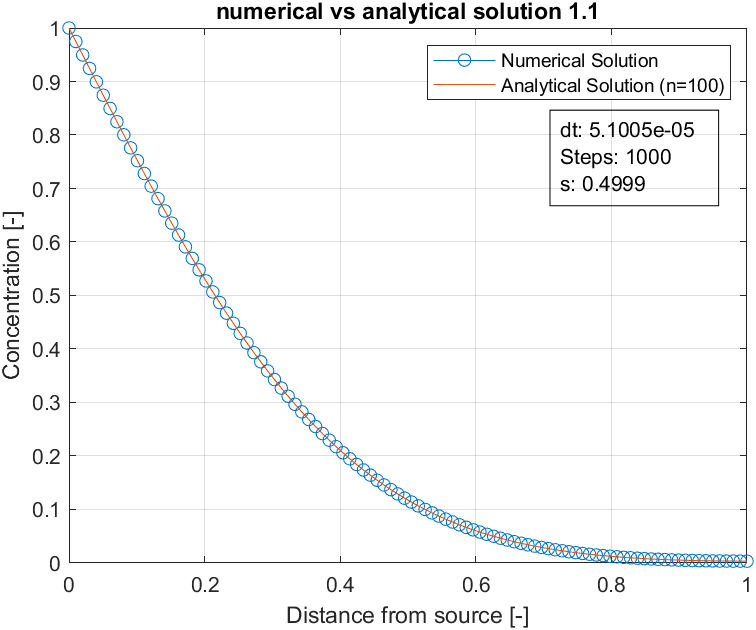 numerical vs analytical solution 1.1
Numerical Solution
Analytical Solution (n=100)
dt: 5.1005e-05
Steps: 1000
s: 0.4999
Concentration [-]
1
0.9
0.8
0.7
0.6
0.5
0.4
0.3
0.2
0.1
0
0 0.2 0.4 0.6 0.8 1
Distance from source [-]